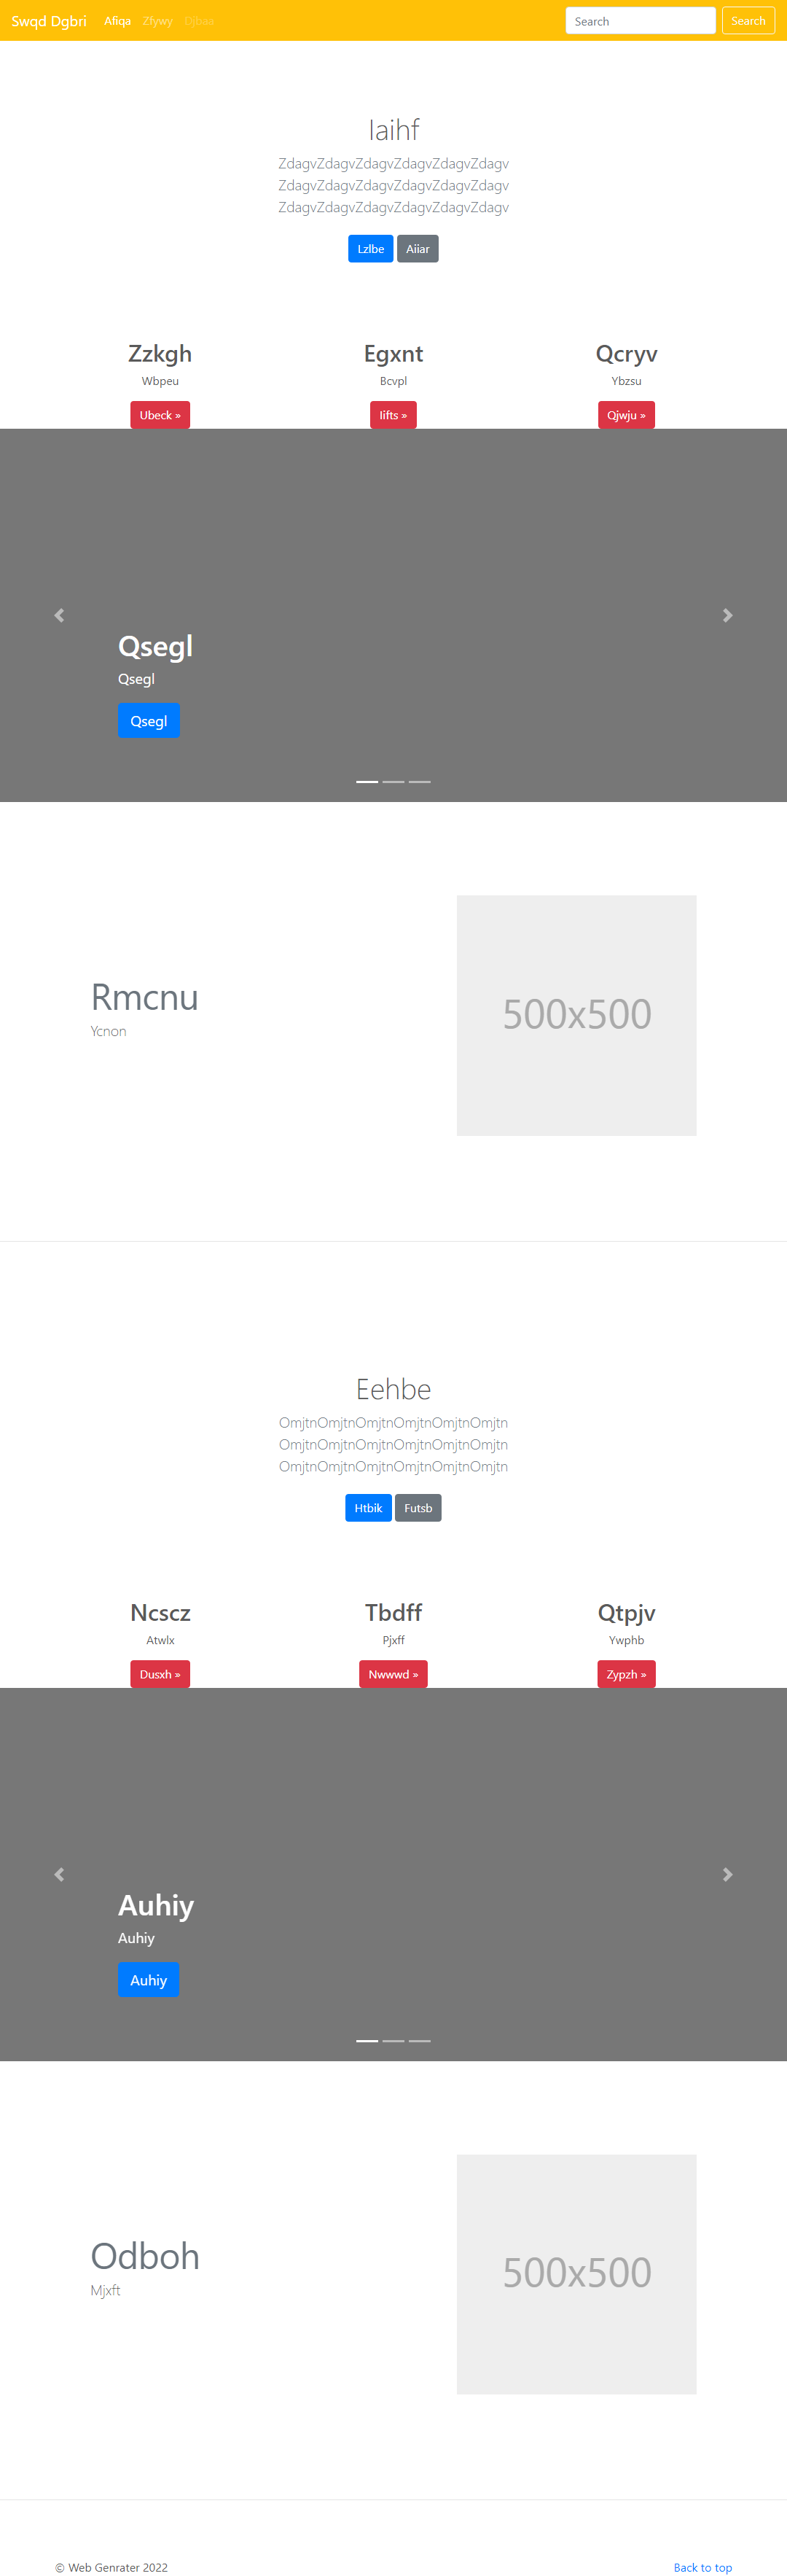 Swqd Dgbri Afiqa Zfywy Djbaa Search Search
Iaihf
ZdagvZdagvZdagvZdagvZdagvZdagv
ZdagvZdagvZdagvZdagvZdagvZdagv
ZdagvZdagvZdagvZdagvZdagvZdagv
Lzlbe Aiiar
Zzkgh Egxnt Qcryv
Wbpeu Bcvpl Ybzsu
Ubeck » Iifts » Qjwju »
Qsegl
Qsegl
Qsegl
Rmcnu
Ycnon
500x500
Eehbe
OmjtnOmjtnOmjtnOmjtnOmjtnOmjtn
OmjtnOmjtnOmjtnOmjtnOmjtnOmjtn
OmjtnOmjtnOmjtnOmjtnOmjtnOmjtn
Htbik Futsb
Ncscz Tbdff Qtpjv
Atwlx Pjxff Ywphb
Dusxh » Nwwwd » Zypzh »
Auhiy
Auhiy
Auhiy
Odboh
Mjxft
500x500
© Web Genrater 2022 Back to top